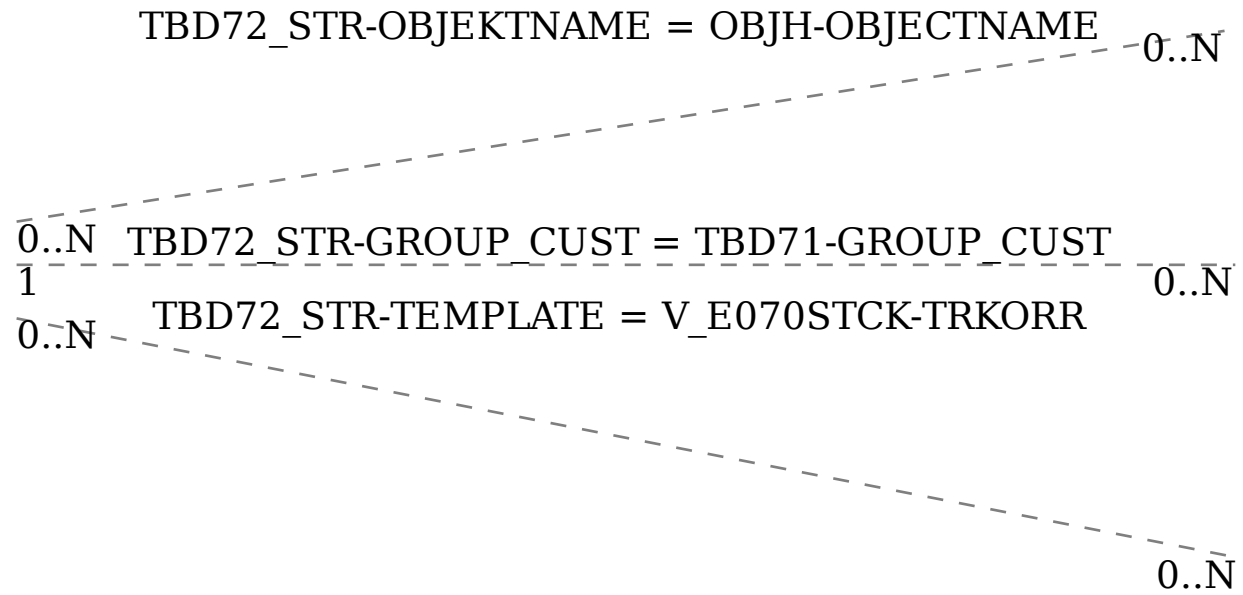 TBD72_STR-OBJEKTNAME = OBJH-OBJECTNAME
0..N
0..N
TBD72_STR-GROUP_CUST = TBD71-GROUP_CUST
1
0..N
TBD72_STR-TEMPLATE = V_E070STCK-TRKORR
0..N
0..N